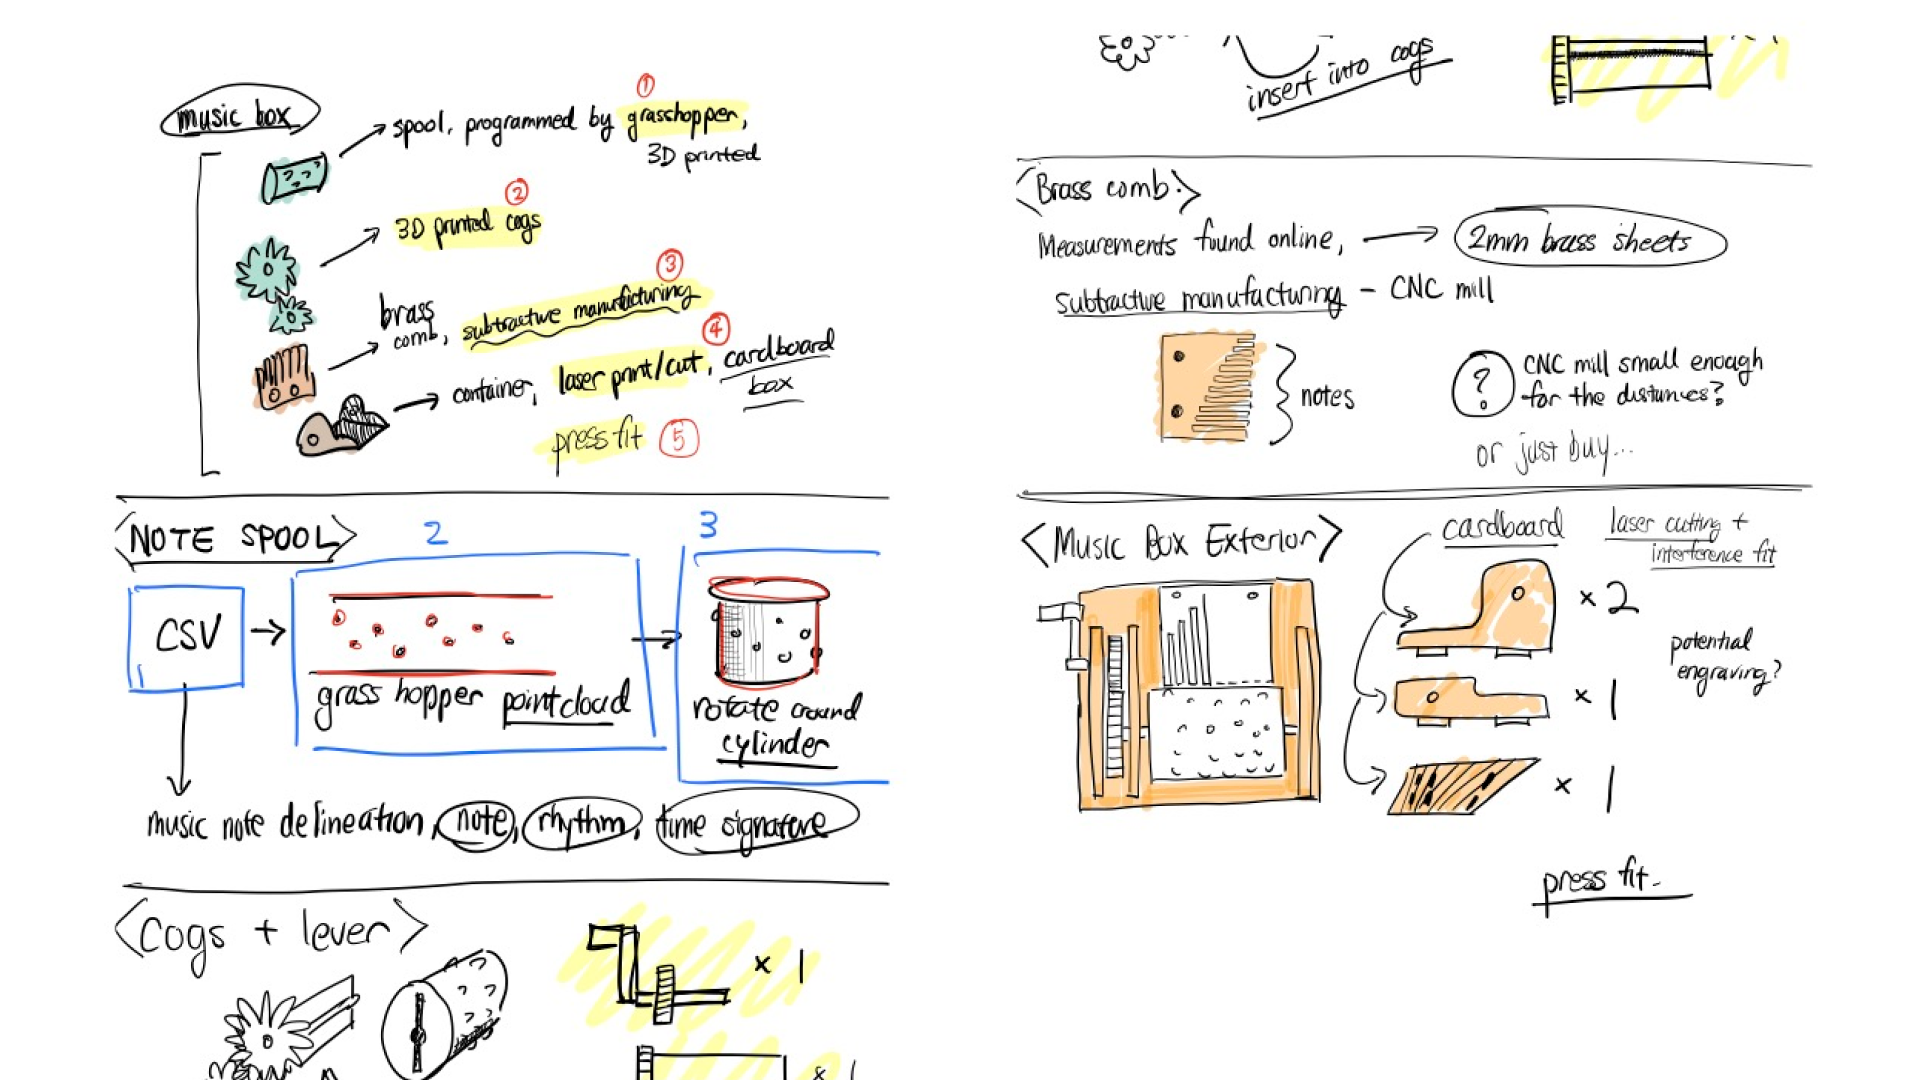 music box
①
spool, programmed by grasshopper,
3D printed
②
3D printed cogs
③
brass
comb, subtractive manufacturing
④
container, laser print/cut, cardboard
box
press fit ⑤
<NOTE SPOOL>
2
3
CSV
grass hopper pointcloud
rotate around
cylinder
music note delineation, note, rhythm, time signature
<Cogs + lever>
x 1
x 1
insert into cogs
<Brass comb.>
Measurements found online,
2mm brass sheets
subtractive manufacturing - CNC mill
notes
?
CNC mill small enough
for the distances?
or just buy...
<Music Box Exterior>
cardboard
laser cutting +
interference fit
x 2
potential
engraving?
x 1
x 1
press fit.